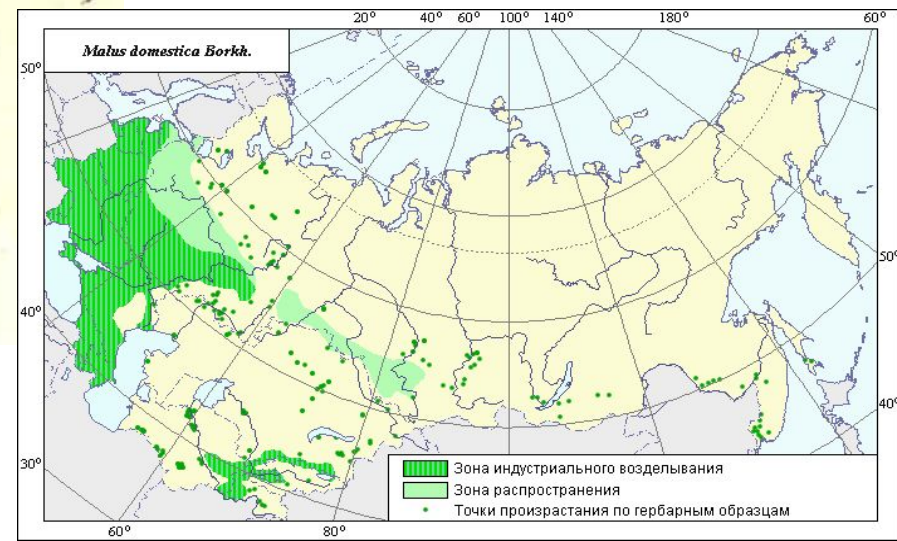 20° 40° 60° 100° 140° 180° 60°
Malus domestica Borkh.
50°
50°
40°
40°
30°
Зона индустриального возделывания
Зона распространения
Точки произрастания по гербарным образцам
60° 80°